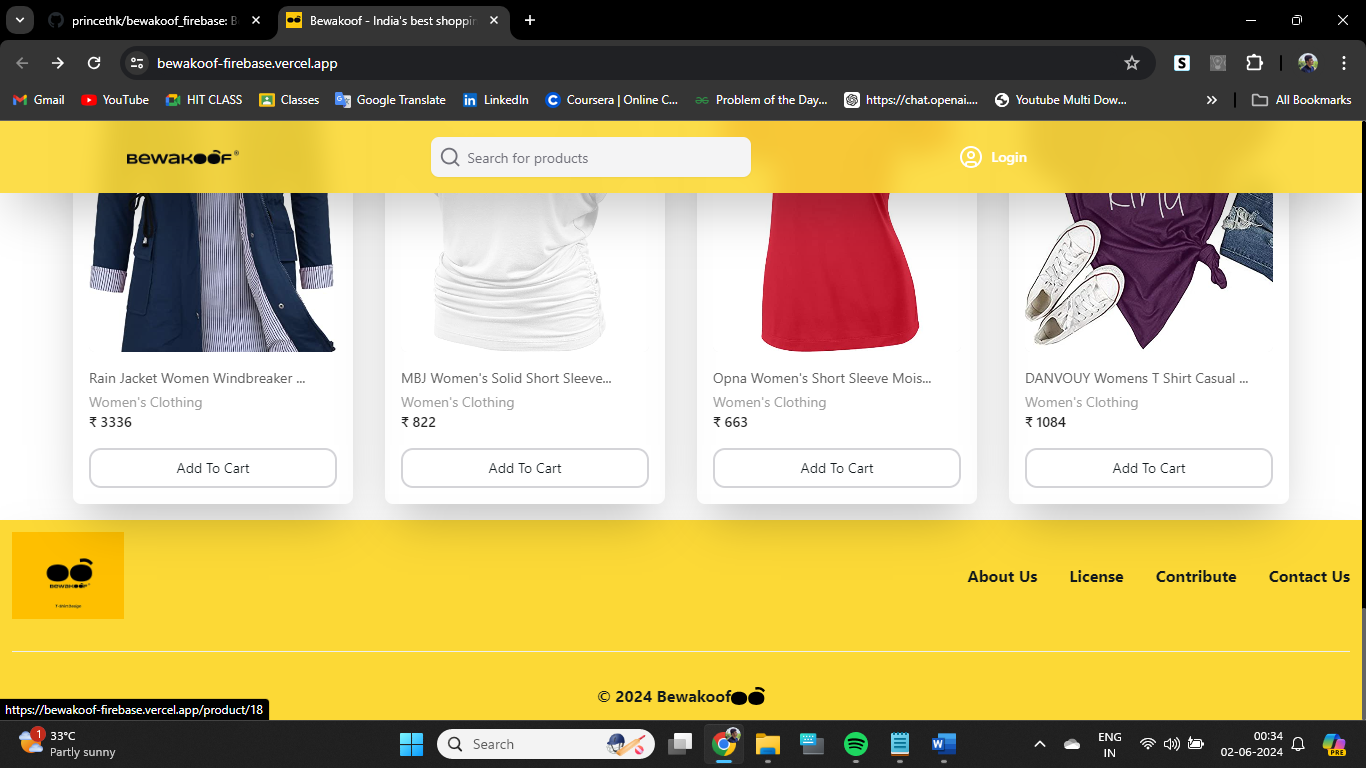 princethk/bewakoof_firebase: B
Bewakoof - India's best shoppin
bewakoof-firebase.vercel.app
S
Gmail
YouTube
HIT CLASS
Classes
Google Translate
LinkedIn
Coursera | Online C...
Problem of the Day...
https://chat.openai....
Youtube Multi Dow...
All Bookmarks
BEWAKOOF®
Search for products
Login
kind
Rain Jacket Women Windbreaker ...
Women's Clothing
₹ 3336
Add To Cart
MBJ Women's Solid Short Sleeve...
Women's Clothing
₹ 822
Add To Cart
Opna Women's Short Sleeve Mois...
Women's Clothing
₹ 663
Add To Cart
DANVOUY Womens T Shirt Casual ...
Women's Clothing
₹ 1084
Add To Cart
BEWAKOOF®
T-shirt design
About Us
License
Contribute
Contact Us
© 2024 Bewakoof
https://bewakoof-firebase.vercel.app/product/18
1
33°C
Partly sunny
Search
ENG
IN
00:34
02-06-2024
PRE